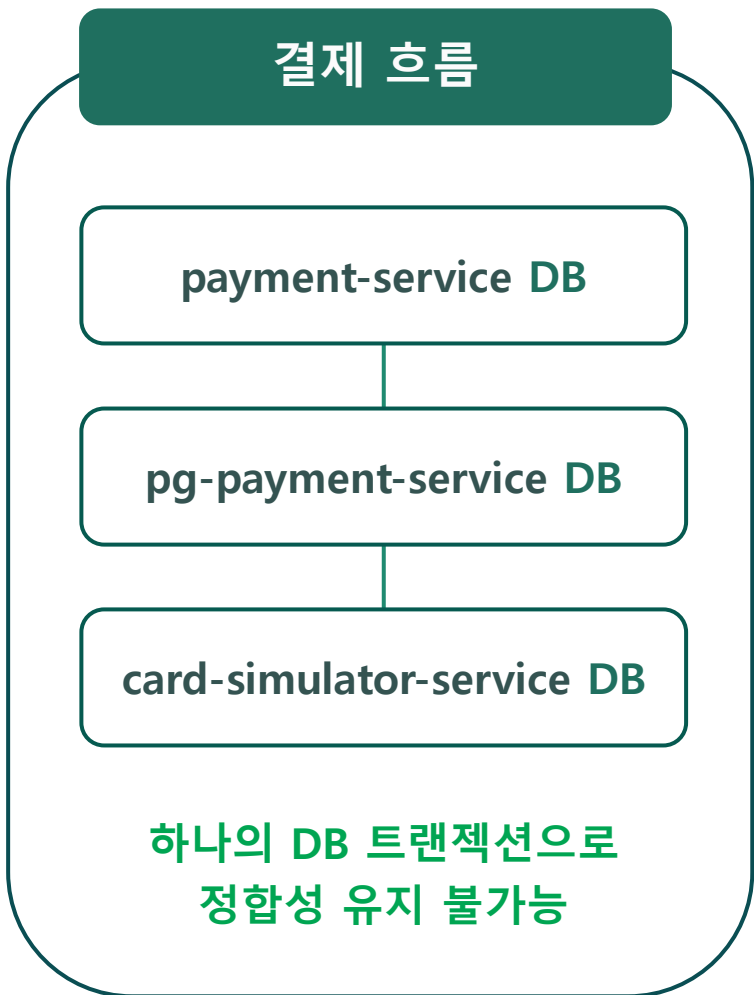 결제 흐름
payment-service DB
pg-payment-service DB
card-simulator-service DB
하나의 DB 트랜젝션으로
정합성 유지 불가능